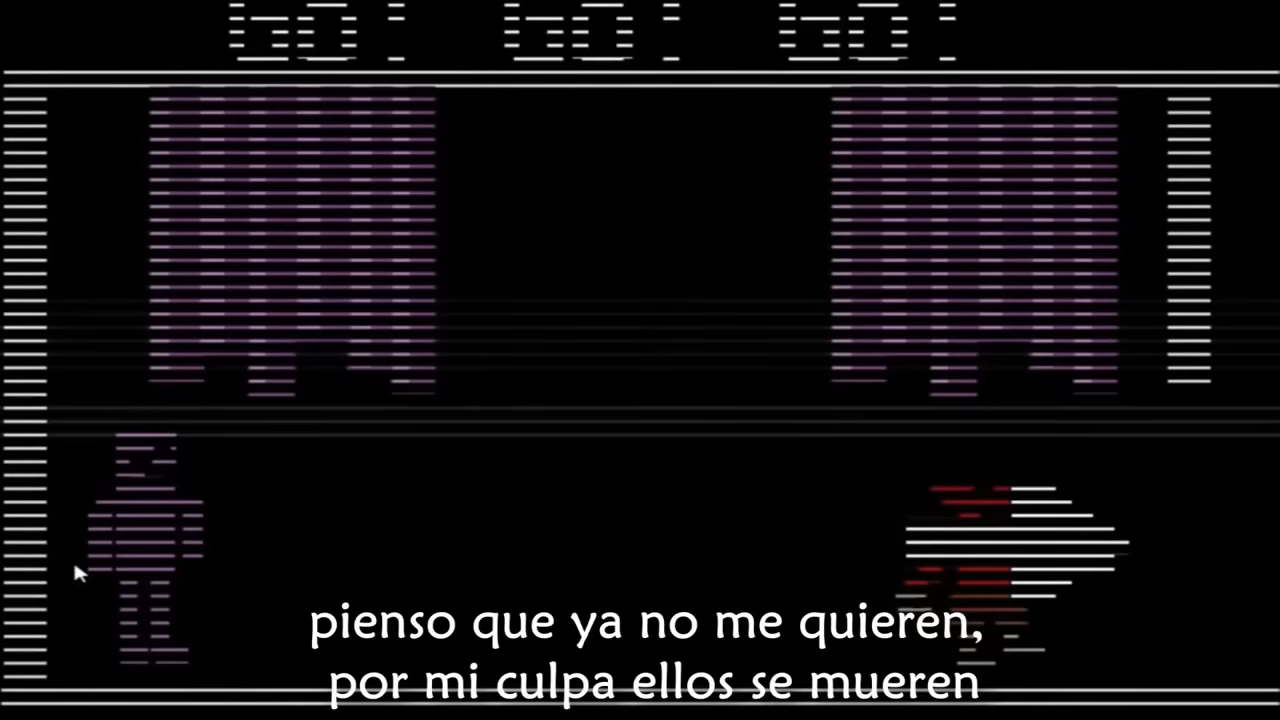 GO! GO! GO!
pienso que ya no me quieren,
por mi culpa ellos se mueren